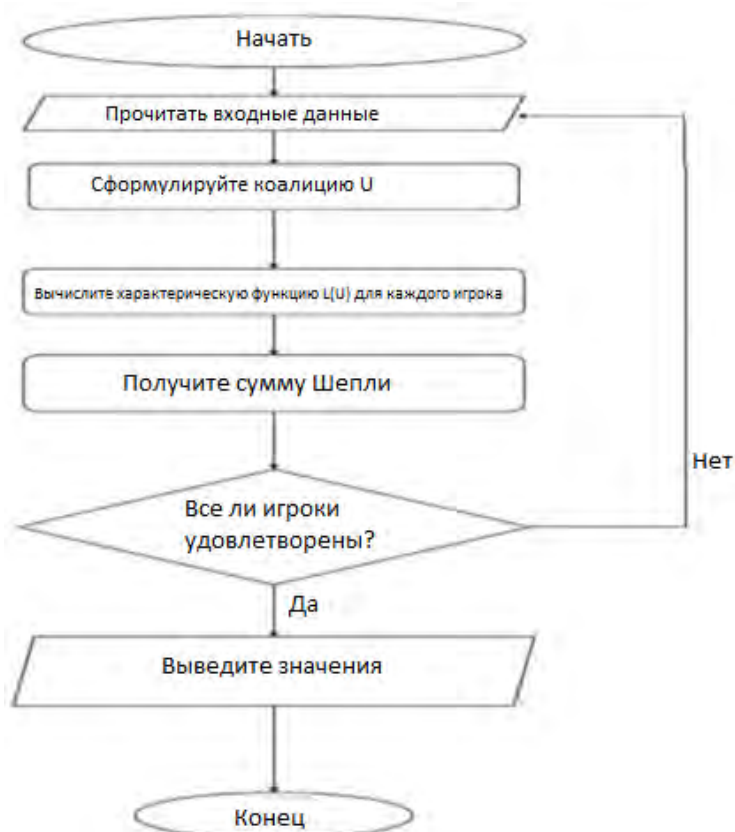 Начать
Прочитать входные данные
Сформулируйте коалицию U
Вычислите характерическую функцию L(U) для каждого игрока
Получите сумму Шепли
Нет
Все ли игроки
удовлетворены?
Да
Выведите значения
Конец